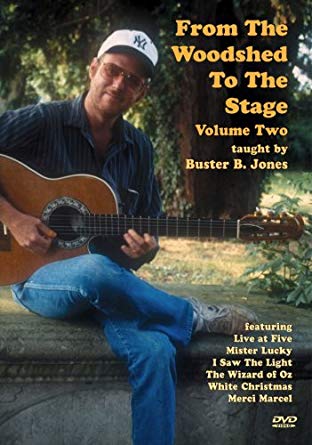 From The
Woodshed
To The
Stage
Volume Two
taught by
Buster B. Jones
featuring
Live at Five
Mister Lucky
I Saw The Light
The Wizard of Oz
White Christmas
Merci Marcel
DVD
VIDEO